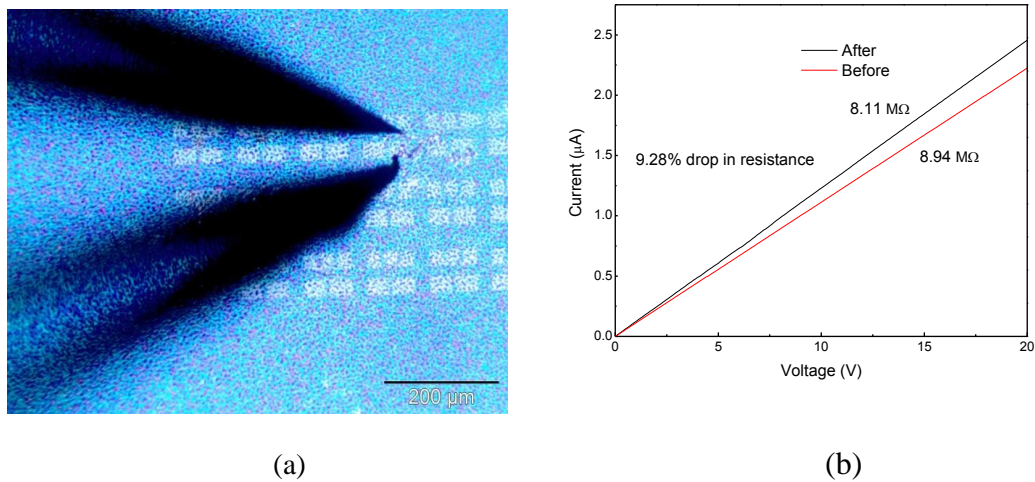 200 µm
2.5
2.0
1.5
1.0
0.5
0.0
Current (µA)
After
Before
8.11 MΩ
9.28% drop in resistance
8.94 MΩ
0
5
10
15
20
Voltage (V)
(a)
(b)